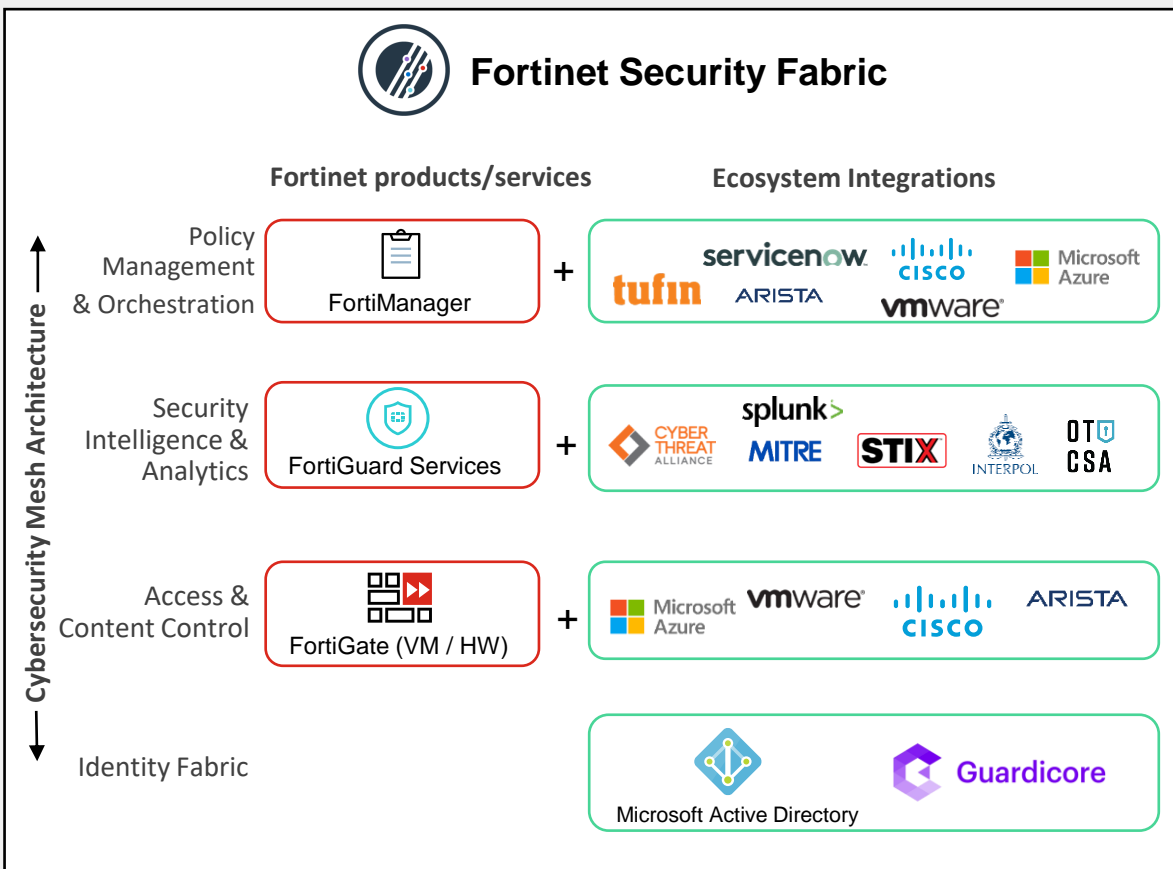 Fortinet Security Fabric
Fortinet products/services
Ecosystem Integrations
Cybersecurity Mesh Architecture
Policy
Management
& Orchestration
FortiManager
+
servicenow
CISCO
Microsoft
Azure
tufin
ARISTA
vmware®
Security
Intelligence &
Analytics
FortiGuard Services
+
CYBER
THREAT
ALLIANCE
splunk>
MITRE
STIX
INTERPOL
OT
CSA
Access &
Content Control
FortiGate (VM / HW)
+
Microsoft
Azure
vmware®
CISCO
ARISTA
Identity Fabric
Microsoft Active Directory
Guardicore